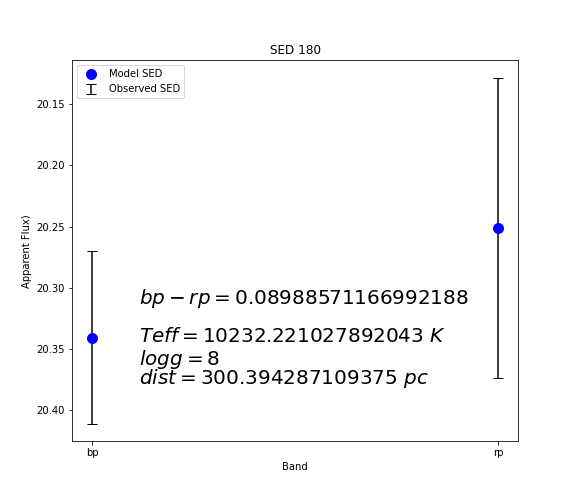 SED 180
Model SED
Observed SED
20.15
20.20
20.25
20.30
20.35
20.40
Apparent Flux)
bp − rp = 0.08988571166992188
Teff = 10232.221027892043 K
logg = 8
dist = 300.394287109375 pc
bp
rp
Band